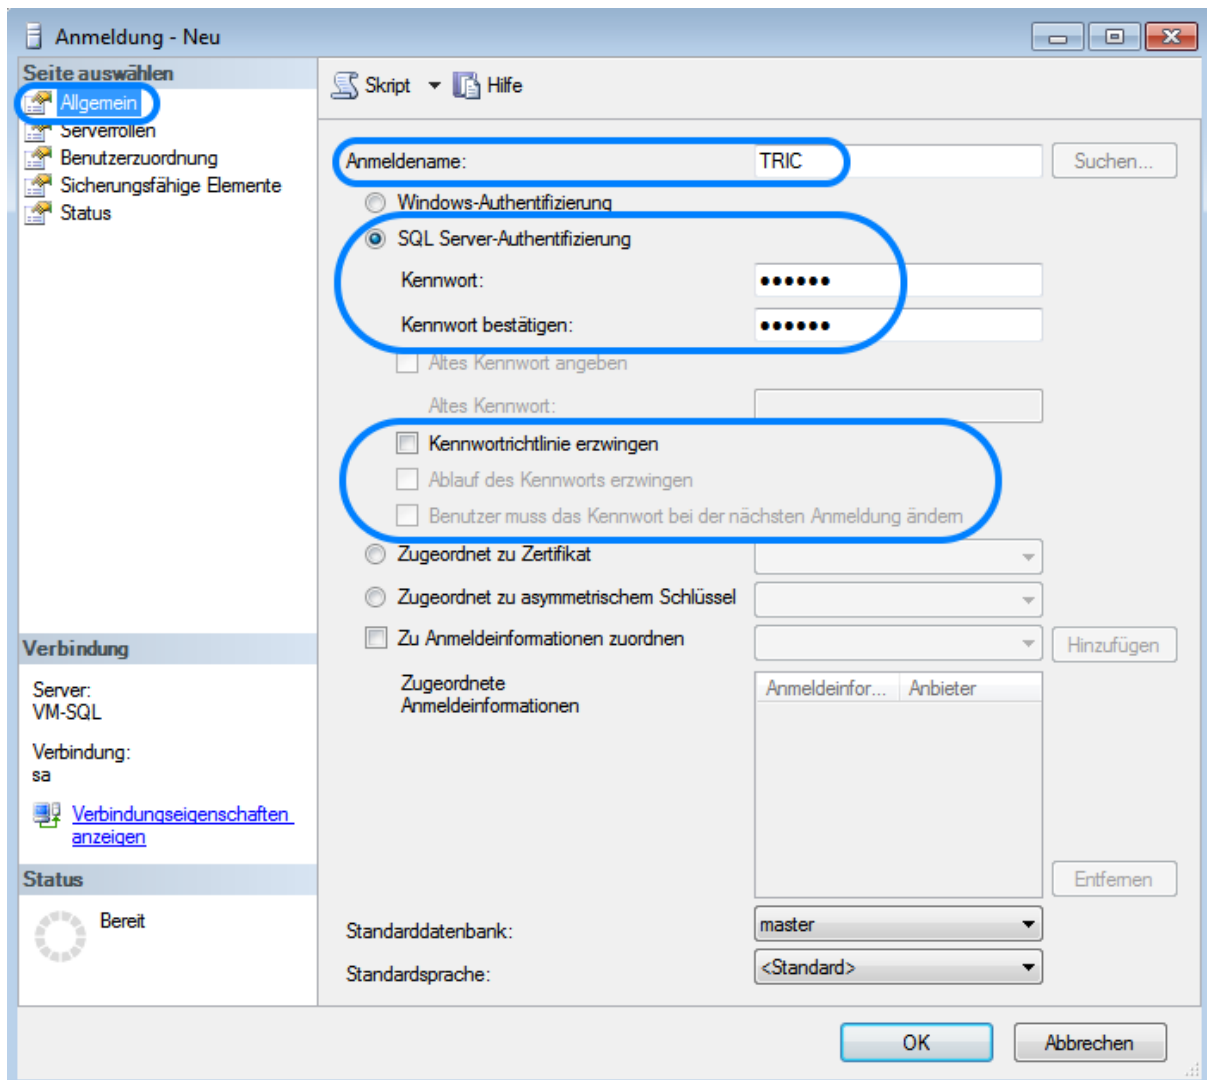 Anmeldung - Neu
Seite auswählen
Allgemein
Serverrollen
Benutzerzuordnung
Sicherungsfähige Elemente
Status
Skript
Hilfe
Anmeldename:
TRIC
Suchen...
Windows-Authentifizierung
SQL Server-Authentifizierung
Kennwort:
●●●●●●
Kennwort bestätigen:
●●●●●●
Altes Kennwort angeben
Altes Kennwort:
Kennwortrichtlinie erzwingen
Ablauf des Kennworts erzwingen
Benutzer muss das Kennwort bei der nächsten Anmeldung ändern
Zugeordnet zu Zertifikat
Zugeordnet zu asymmetrischem Schlüssel
Zu Anmeldeinformationen zuordnen
Hinzufügen
Zugeordnete
Anmeldeinformationen
Anmeldeinfor...
Anbieter
Entfernen
Standarddatenbank:
master
Standardsprache:
<Standard>
Verbindung
Server:
VM-SQL
Verbindung:
sa
Verbindungseigenschaften
anzeigen
Status
Bereit
OK
Abbrechen